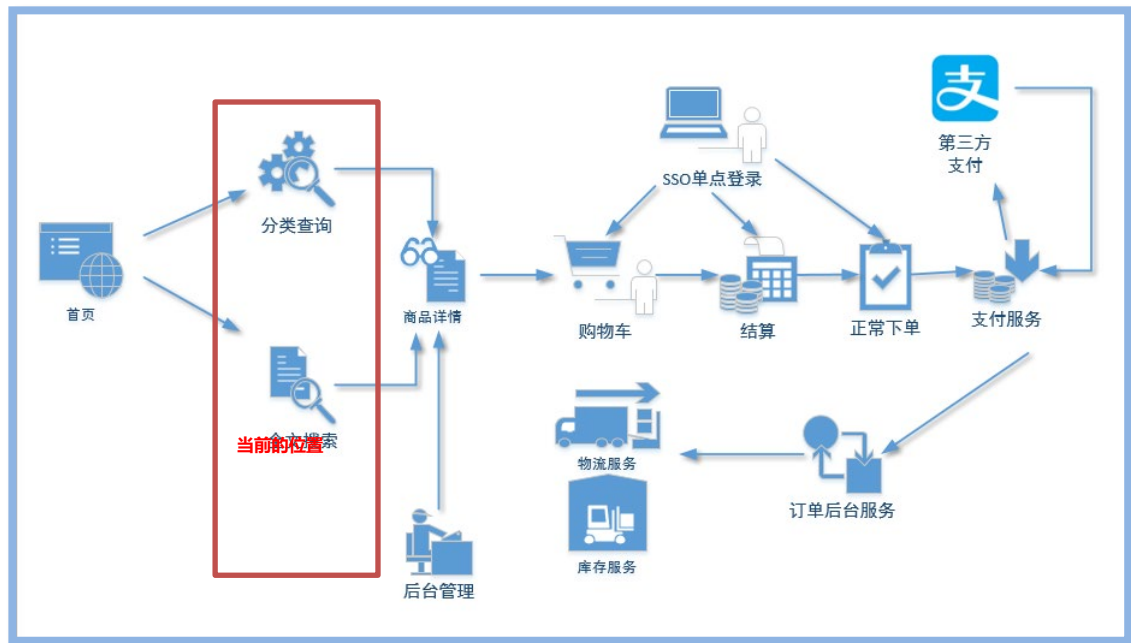 支
第三方
支付
SSO单点登录
分类查询
首页
商品详情
购物车
结算
正常下单
支付服务
当前的位置
搜索
物流服务
订单后台服务
库存服务
后台管理